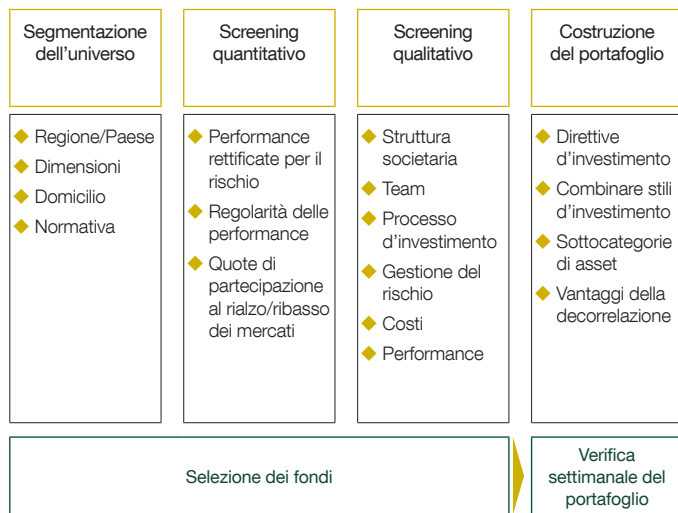 Segmentazione
dell'universo
Screening
quantitativo
Screening
qualitativo
Costruzione
del portafoglio
Regione/Paese
Dimensioni
Domicilio
Normativa
Performance
rettificate per il
rischio
Regolarità delle
performance
Quote di
partecipazione
al rialzo/ribasso
dei mercati
Struttura
societaria
Team
Processo
d'investimento
Gestione del
rischio
Costi
Performance
Direttive
d'investimento
Combinare stili
d'investimento
Sottocategorie
di asset
Vantaggi della
decorrelazione
Selezione dei fondi
Verifica
settimanale del
portafoglio